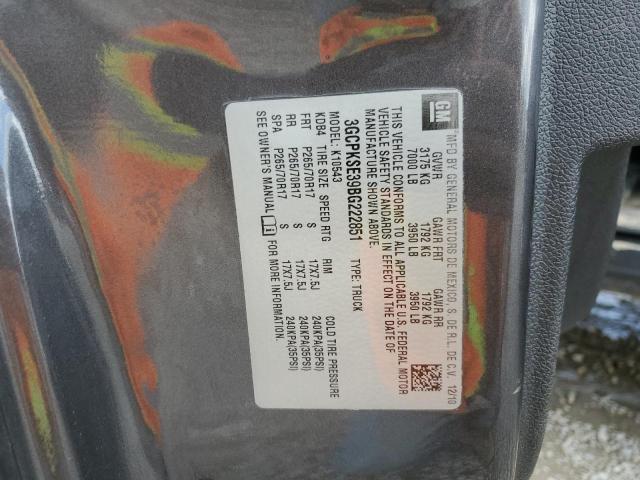 GM
MFD BY GENERAL MOTORS DE MEXICO, S. DE R.L. DE C.V. 12/10
GVWR GAWR FRT GAWR RR
3175 KG 1792 KG 1792 KG
7000 LB 3950 LB 3950 LB
THIS VEHICLE CONFORMS TO ALL APPLICABLE U.S. FEDERAL MOTOR
VEHICLE SAFETY STANDARDS IN EFFECT ON THE DATE OF
MANUFACTURE SHOWN ABOVE.
3GCPKSE39BG222851 TYPE: TRUCK
MODEL: K10543
KDB4 TIRE SIZE SPEED RTG RIM COLD TIRE PRESSURE
FRT P265/70R17 S 17X7.5J 240KPA(35PSI)
RR P265/70R17 S 17X7.5J 240KPA(35PSI)
SPA P265/70R17 S 17X7.5J 240KPA(35PSI)
SEE OWNER'S MANUAL FOR MORE INFORMATION.